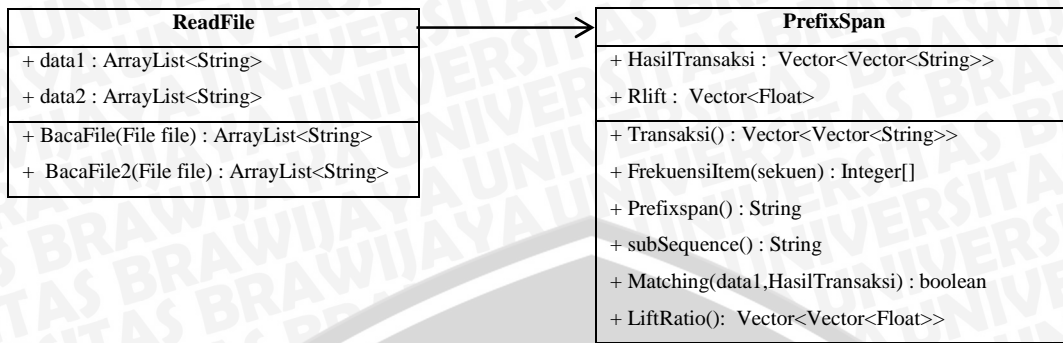 ReadFile
+ data1 : ArrayList<String>
+ data2 : ArrayList<String>
+ BacaFile(File file) : ArrayList<String>
+ BacaFile2(File file) : ArrayList<String>
PrefixSpan
+ HasilTransaksi : Vector<Vector<String>>
+ Rlift : Vector<Float>
+ Transaksi() : Vector<Vector<String>>
+ FrekuensiItem(sekuen) : Integer[]
+ Prefixspan() : String
+ subSequence() : String
+ Matching(data1,HasilTransaksi) : boolean
+ LiftRatio(): Vector<Vector<Float>>